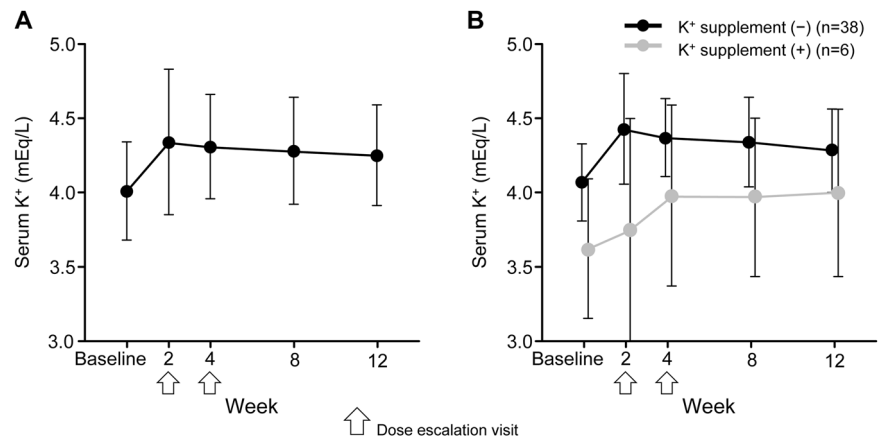 A
Serum K⁺ (mEq/L)
5.0
4.5
4.0
3.5
3.0
Baseline 2 4 8 12
Week
B
K⁺ supplement (−) (n=38)
K⁺ supplement (+) (n=6)
Serum K⁺ (mEq/L)
5.0
4.5
4.0
3.5
3.0
Baseline 2 4 8 12
Week
Dose escalation visit